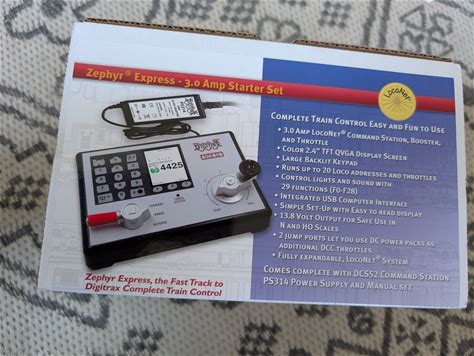 Zephyr® Express - 3.0 Amp Starter Set
LocoNet®
COMPLETE TRAIN CONTROL EASY AND FUN TO USE
• 3.0 AMP LOCONET® COMMAND STATION, BOOSTER,
AND THROTTLE
• COLOR 2.4" TFT QVGA DISPLAY SCREEN
• LARGE BACKLIT KEYPAD
• RUNS UP TO 20 LOCO ADDRESSES AND THROTTLES
• CONTROL LIGHTS AND SOUND WITH
29 FUNCTIONS (F0-F28)
• INTEGRATED USB COMPUTER INTERFACE
• SIMPLE SET-UP WITH EASY TO READ DISPLAY
• 13.8 VOLT OUTPUT FOR SAFE USE IN
N AND HO SCALES
• 2 JUMP PORTS LET YOU USE DC POWER PACKS AS
ADDITIONAL DCC THROTTLES
• FULLY EXPANDABLE, LOCONET® SYSTEM
COMES COMPLETE WITH DCS52 COMMAND STATION
PS314 POWER SUPPLY AND MANUAL SET
4425
Zephyr Express, the Fast Track to
Digitrax Complete Train Control